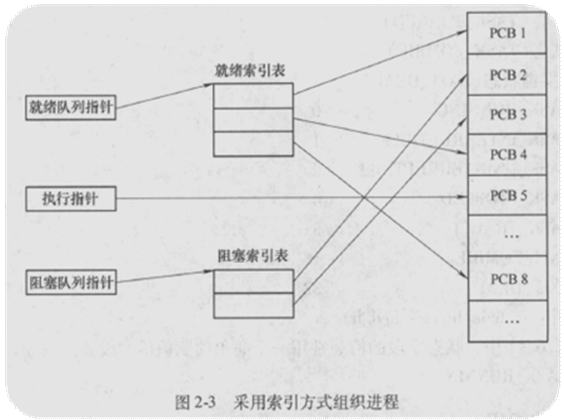 就绪队列指针
执行指针
阻塞队列指针
就绪索引表
阻塞索引表
PCB 1
PCB 2
PCB 3
PCB 4
PCB 5
…
PCB 8
…
图 2-3 采用索引方式组织进程